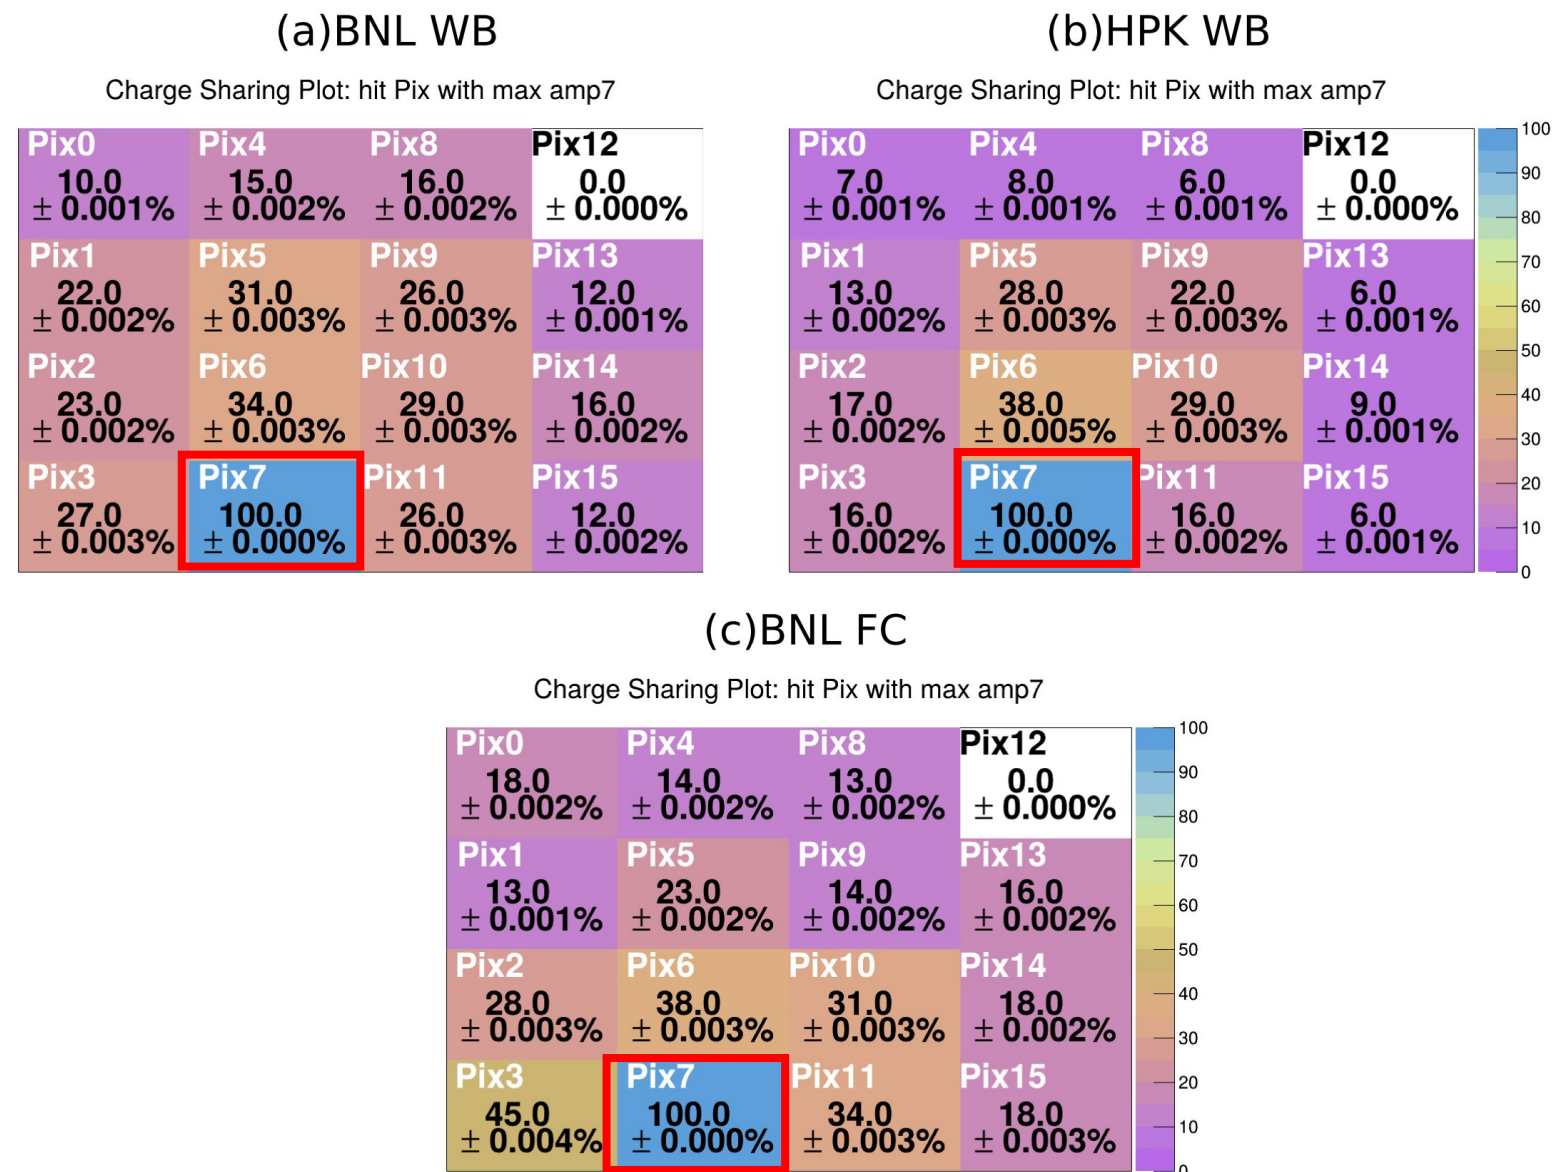 (a)BNL WB
Charge Sharing Plot: hit Pix with max amp7
Pix0 Pix4 Pix8 Pix12
10.0 15.0 16.0 0.0
± 0.001% ± 0.002% ± 0.002% ± 0.000%
Pix1 Pix5 Pix9 Pix13
22.0 31.0 26.0 12.0
± 0.002% ± 0.003% ± 0.003% ± 0.001%
Pix2 Pix6 Pix10 Pix14
23.0 34.0 29.0 16.0
± 0.002% ± 0.003% ± 0.003% ± 0.002%
Pix3 Pix7 Pix11 Pix15
27.0 100.0 26.0 12.0
± 0.003% ± 0.000% ± 0.003% ± 0.002%
(b)HPK WB
Charge Sharing Plot: hit Pix with max amp7
Pix0 Pix4 Pix8 Pix12
7.0 8.0 6.0 0.0
± 0.001% ± 0.001% ± 0.001% ± 0.000%
Pix1 Pix5 Pix9 Pix13
13.0 28.0 22.0 6.0
± 0.002% ± 0.003% ± 0.003% ± 0.001%
Pix2 Pix6 Pix10 Pix14
17.0 38.0 29.0 9.0
± 0.002% ± 0.005% ± 0.003% ± 0.001%
Pix3 Pix7 Pix11 Pix15
16.0 100.0 16.0 6.0
± 0.002% ± 0.000% ± 0.002% ± 0.001%
100
90
80
70
60
50
40
30
20
10
0
(c)BNL FC
Charge Sharing Plot: hit Pix with max amp7
Pix0 Pix4 Pix8 Pix12
18.0 14.0 13.0 0.0
± 0.002% ± 0.002% ± 0.002% ± 0.000%
Pix1 Pix5 Pix9 Pix13
13.0 23.0 14.0 16.0
± 0.001% ± 0.002% ± 0.002% ± 0.002%
Pix2 Pix6 Pix10 Pix14
28.0 38.0 31.0 18.0
± 0.003% ± 0.003% ± 0.003% ± 0.002%
Pix3 Pix7 Pix11 Pix15
45.0 100.0 34.0 18.0
± 0.004% ± 0.000% ± 0.003% ± 0.003%
100
90
80
70
60
50
40
30
20
10
0